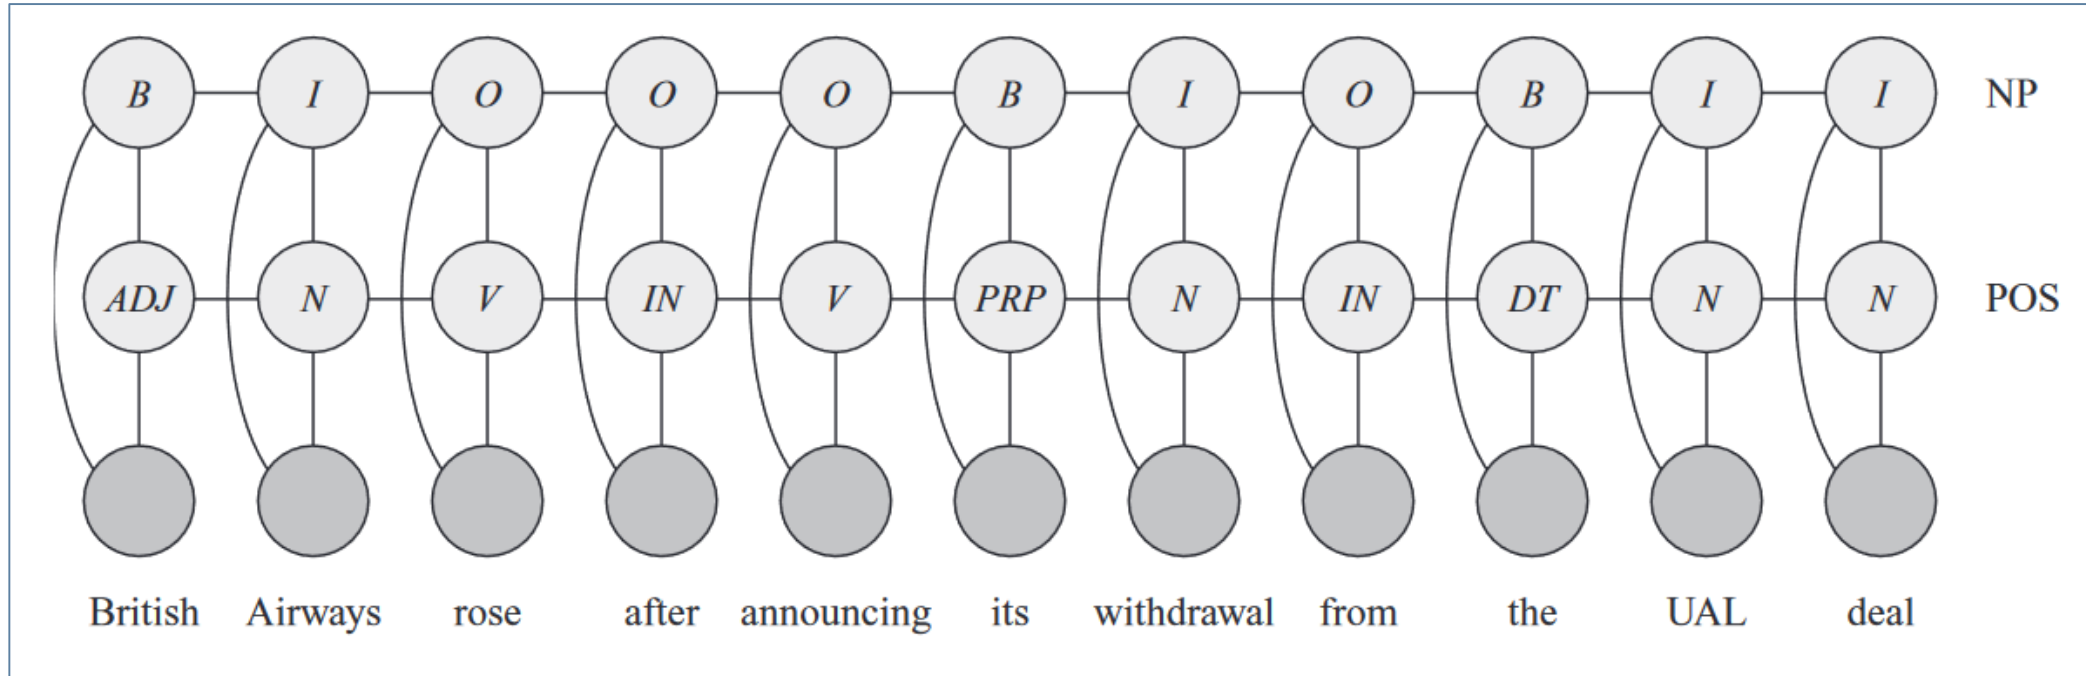 B I O O O B I O B I I NP
ADJ N V IN V PRP N IN DT N N POS
British Airways rose after announcing its withdrawal from the UAL deal